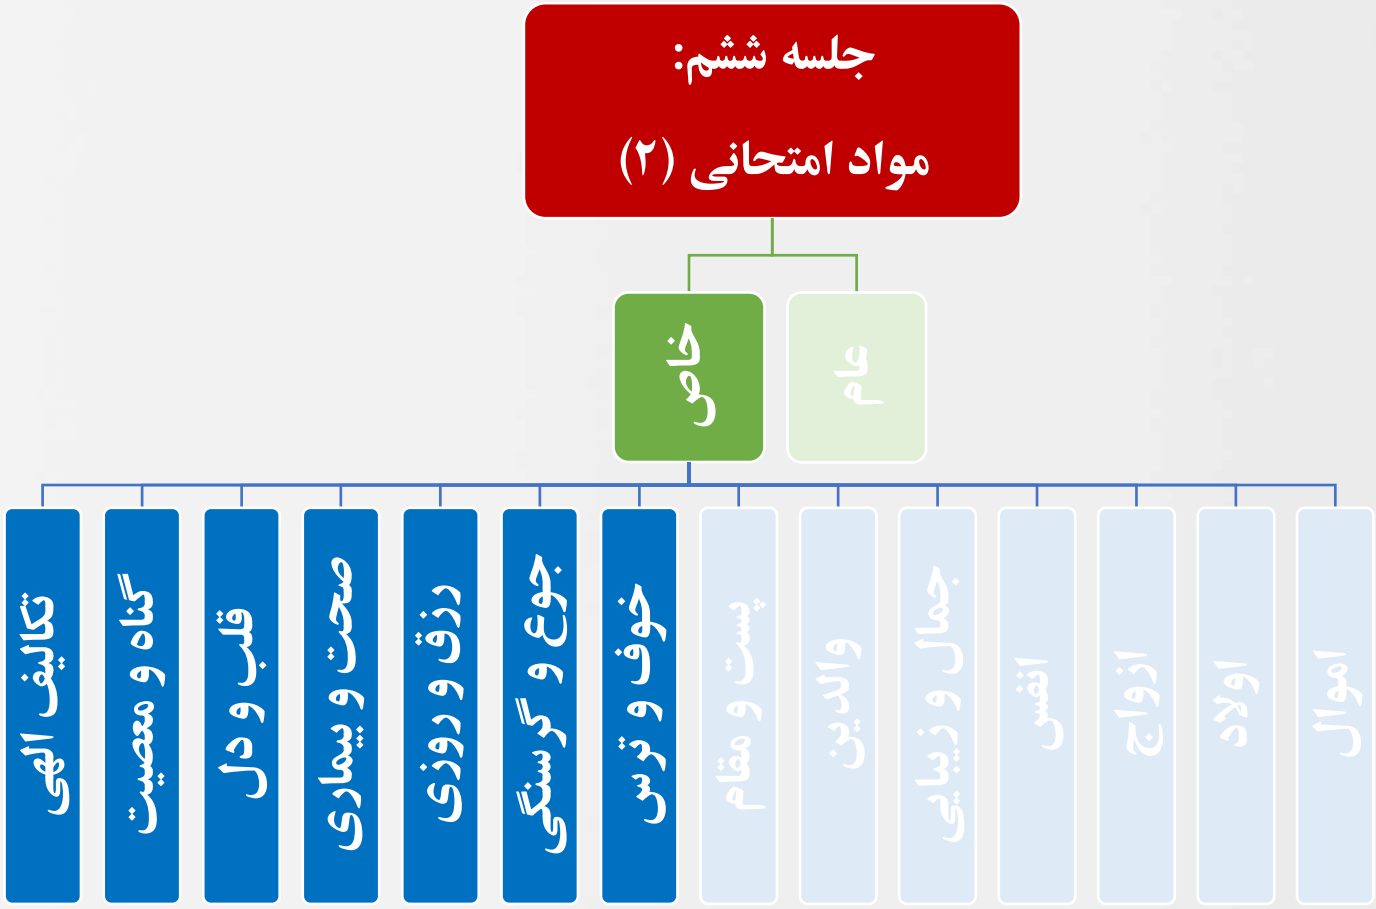 جلسه ششم:
مواد امتحانی (۲)
عام
خاص
اموال
اولاد
ازواج
انفس
جمال و زیبایی
والدین
پست و مقام
خوف و ترس
جوع و گرسنگی
رزق و روزی
صحت و بیماری
قلب و دل
گناه و معصیت
تکالیف الهی